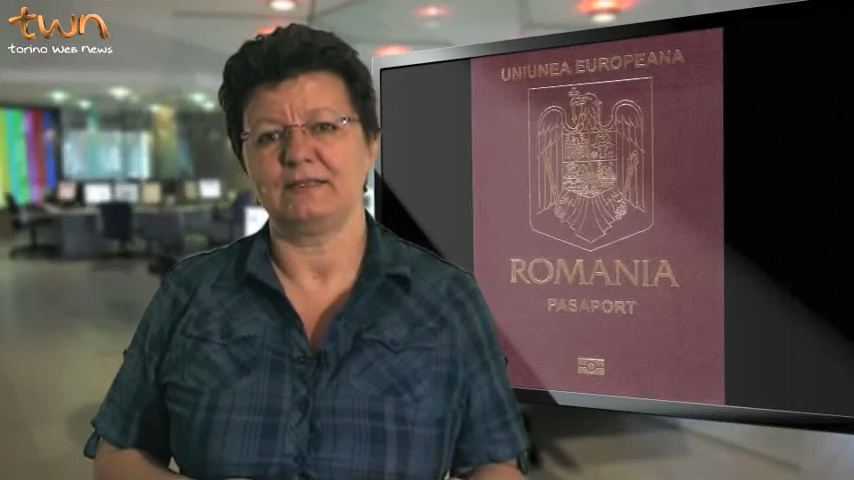 twn
torino web news
UNIUNEA EUROPEANA
ROMANIA
PASAPORT